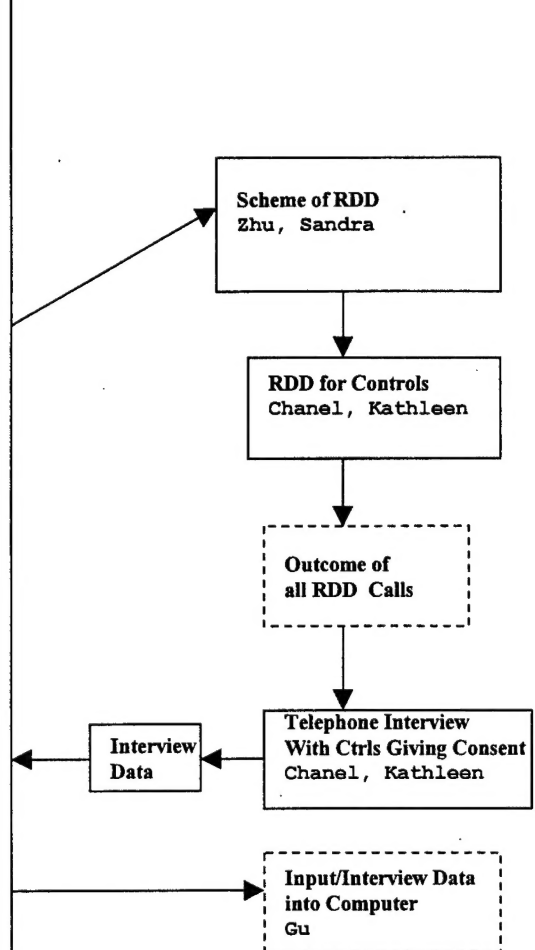 Scheme of RDD
Zhu, Sandra
RDD for Controls
Chanel, Kathleen
Outcome of
all RDD Calls
Telephone Interview
With Ctrls Giving Consent
Chanel, Kathleen
Interview
Data
Input/Interview Data
into Computer
Gu